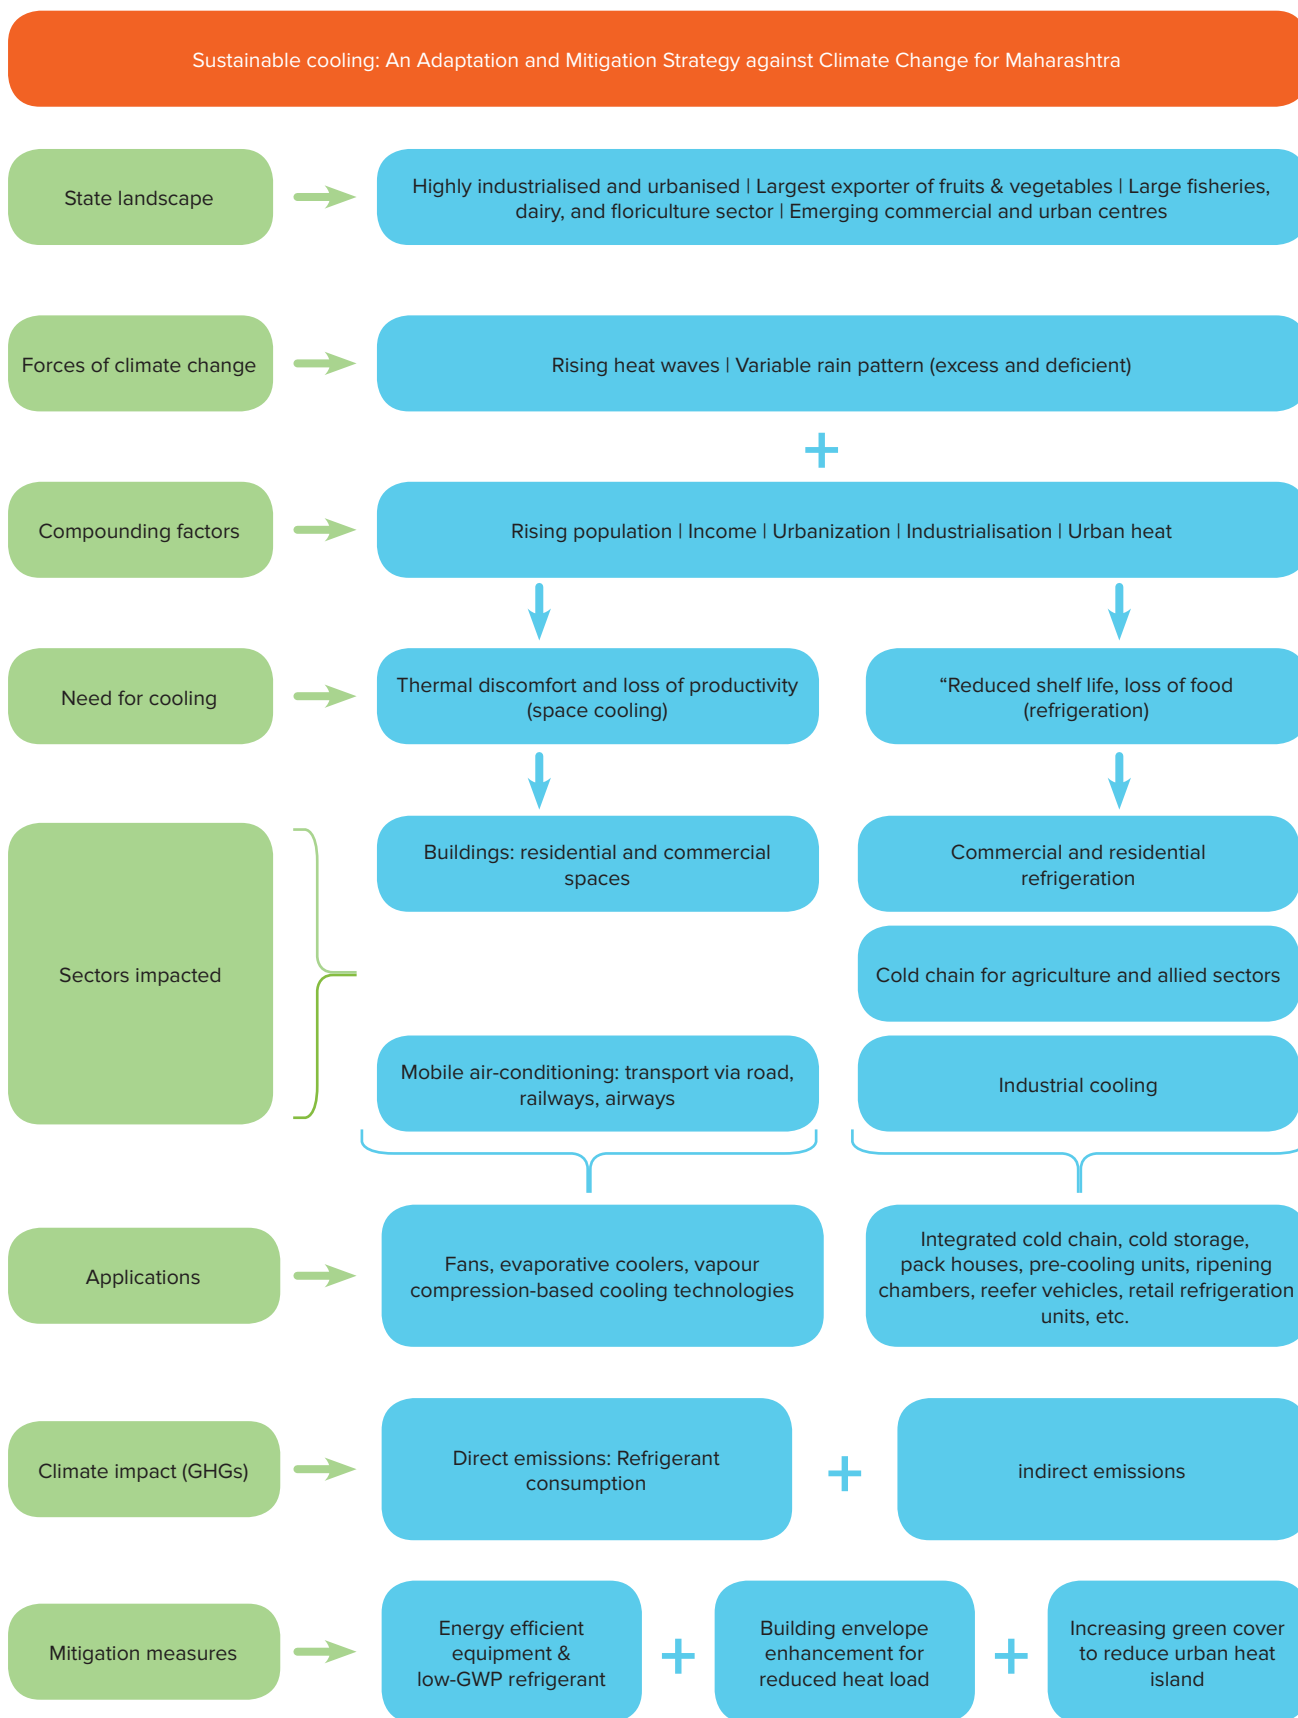 Sustainable cooling: An Adaptation and Mitigation Strategy against Climate Change for Maharashtra
State landscape
Highly industrialised and urbanised | Largest exporter of fruits & vegetables | Large fisheries,
dairy, and floriculture sector | Emerging commercial and urban centres
Forces of climate change
Rising heat waves | Variable rain pattern (excess and deficient)
+
Compounding factors
Rising population | Income | Urbanization | Industrialisation | Urban heat
Need for cooling
Thermal discomfort and loss of productivity
(space cooling)
“Reduced shelf life, loss of food
(refrigeration)
Sectors impacted
Buildings: residential and commercial
spaces
Commercial and residential
refrigeration
Cold chain for agriculture and allied sectors
Mobile air-conditioning: transport via road,
railways, airways
Industrial cooling
Applications
Fans, evaporative coolers, vapour
compression-based cooling technologies
Integrated cold chain, cold storage,
pack houses, pre-cooling units, ripening
chambers, reefer vehicles, retail refrigeration
units, etc.
Climate impact (GHGs)
Direct emissions: Refrigerant
consumption
+
indirect emissions
Mitigation measures
Energy efficient
equipment &
low-GWP refrigerant
+
Building envelope
enhancement for
reduced heat load
+
Increasing green cover
to reduce urban heat
island